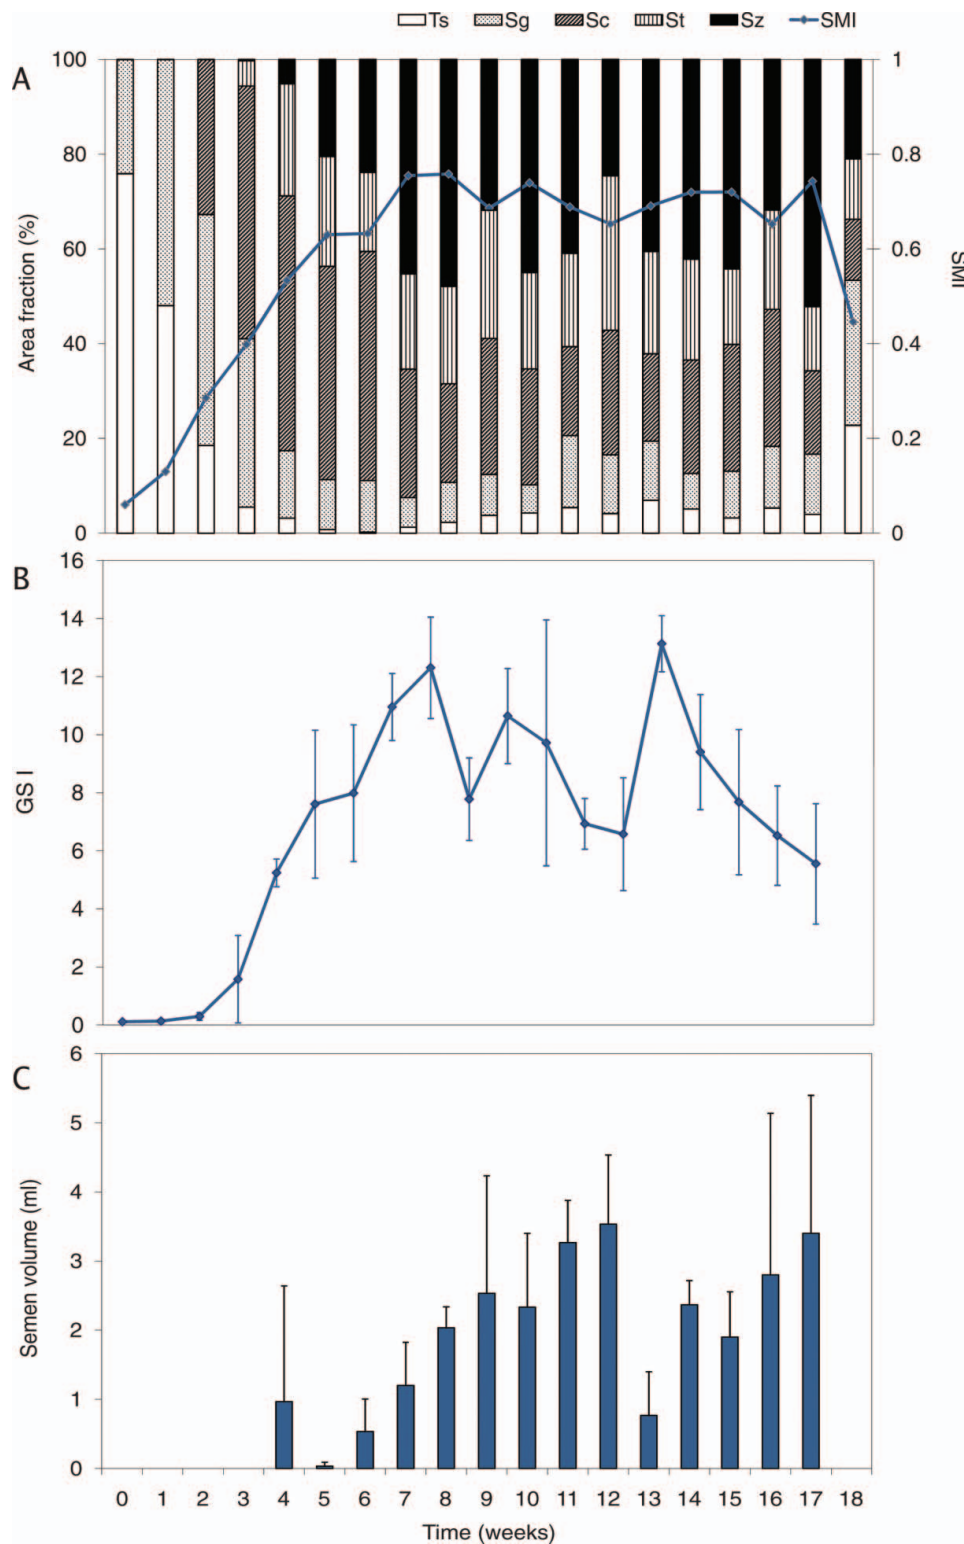 Ts Sg Sc St Sz SMI
A
100 1
80 0.8
60 0.6
40 0.4
20 0.2
0 0
Area fraction (%)
SMI
B
16
14
12
10
8
6
4
2
0
GS I
C
6
5
4
3
2
1
0
Semen volume (ml)
0 1 2 3 4 5 6 7 8 9 10 11 12 13 14 15 16 17 18
Time (weeks)